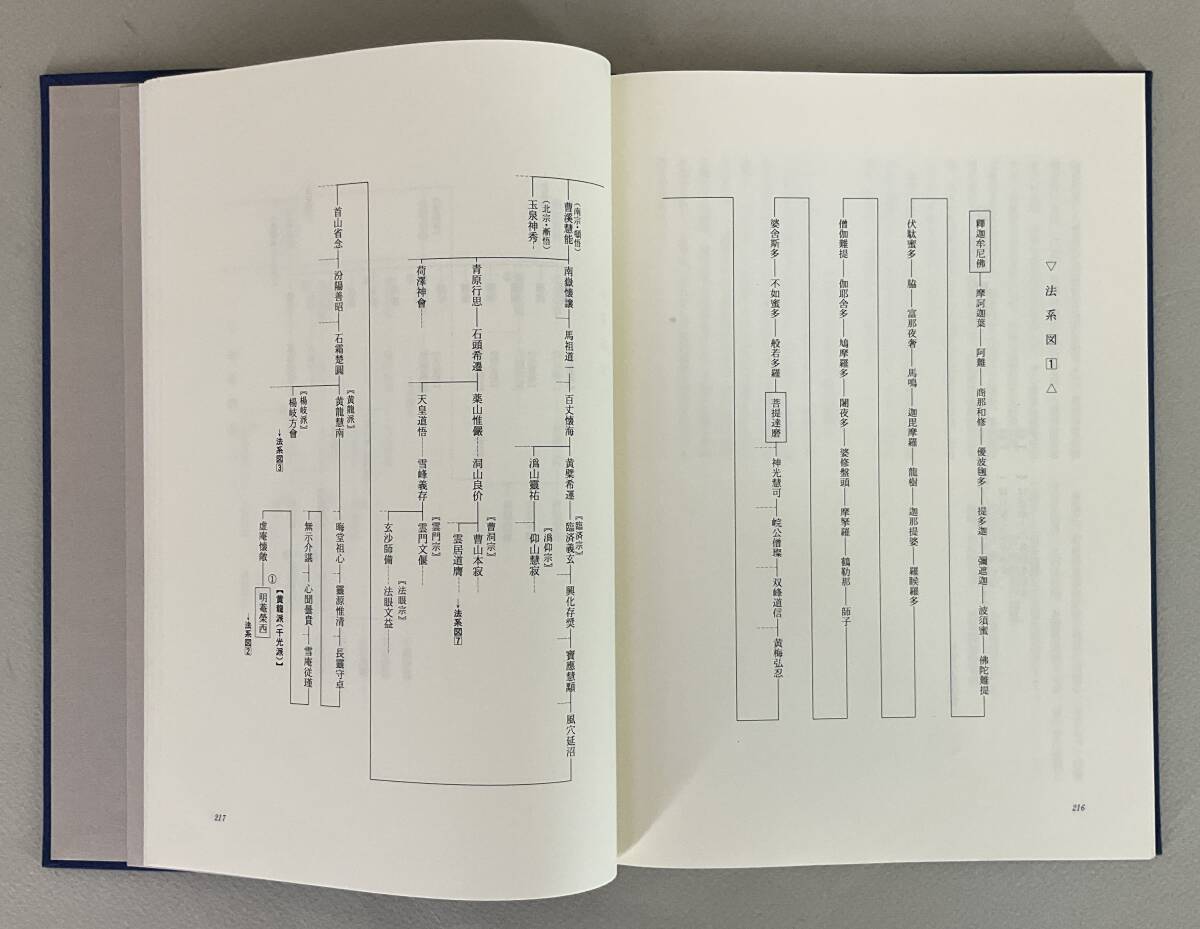 ▽法系図1△
釋迦牟尼佛―摩訶迦葉―阿難―商那和修―優波毱多―提多迦―彌遮迦―波須蜜―佛陀難提
伏駄蜜多―脇―富那夜奢―馬鳴―迦毘摩羅―龍樹―迦那提婆―羅睺羅多
僧伽難提―伽耶舍多―鳩摩羅多―闍夜多―婆修盤頭―摩拏羅―鶴勒那―師子
婆舍斯多―不如蜜多―般若多羅―菩提達磨―神光慧可―皖公僧璨―双峰道信―黄梅弘忍
216
(南宗・頓悟)
曹溪慧能―南嶽懷讓―馬祖道一―百丈懷海―黄檗希運―臨済義玄―興化存奬―寶應慧顒―風穴延沼
〖臨済宗〗
(北宗・漸悟)
玉泉神秀
潙山靈祐―仰山慧寂
〖潙仰宗〗
青原行思―石頭希遷―藥山惟儼―洞山良价―曹山本寂
〖曹洞宗〗
雲居道膺
→法系図7
荷澤神會
天皇道悟―雪峰義存―雲門文偃
〖雲門宗〗
玄沙師備―法眼文益
〖法眼宗〗
首山省念―汾陽善昭―石霜楚圓―黄龍慧南―晦堂祖心―靈源惟清―長靈守卓
〖黄龍派〗
〖楊岐派〗
楊岐方會
→法系図3
無示介諶―心聞曇賁―雪庵従瑾
虚庵懷敞―明菴榮西
①
【黄龍派(千光派)】
→法系図2
217